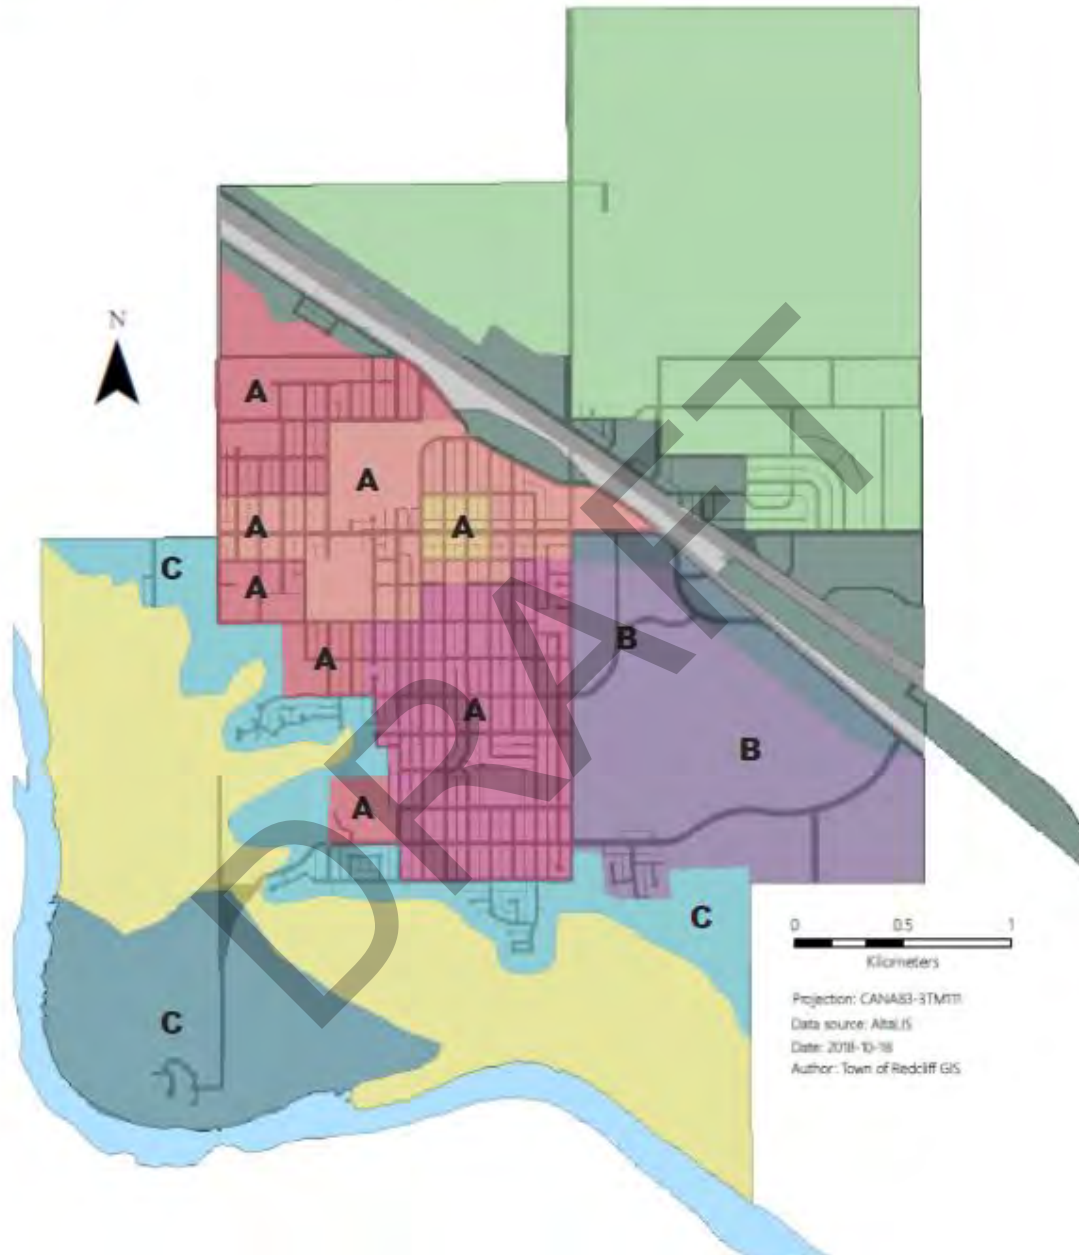 N
A
A
A
A
C
A
A
B
A
B
A
C
C
DRAFT
0 0.5 1
Kilometers
Projection: CANA83-3TM111
Data source: AltaLIS
Date: 2018-10-18
Author: Town of Redcliff GIS